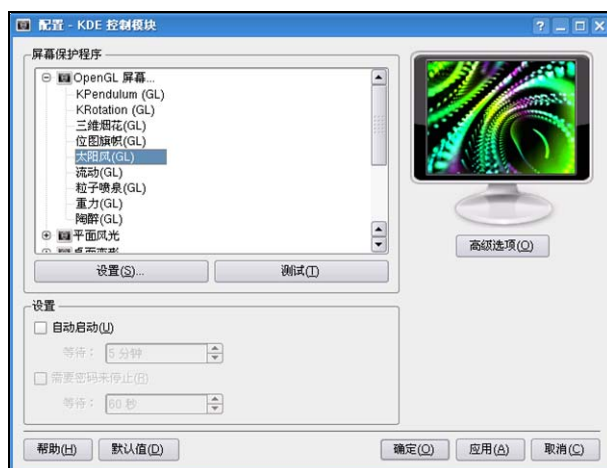 配置 - KDE 控制模块
屏幕保护程序
OpenGL 屏幕...
KPendulum (GL)
KRotation (GL)
三维烟花(GL)
位图旗帜(GL)
太阳风(GL)
流动(GL)
粒子喷泉(GL)
重力(GL)
陶醉(GL)
平面风光
桌面变形
设置(S)...
测试(T)
高级选项(O)
设置
自动启动(U)
等待： 5 分钟
需要密码来停止(R)
等待： 60 秒
帮助(H) 默认值(D) 确定(O) 应用(A) 取消(C)